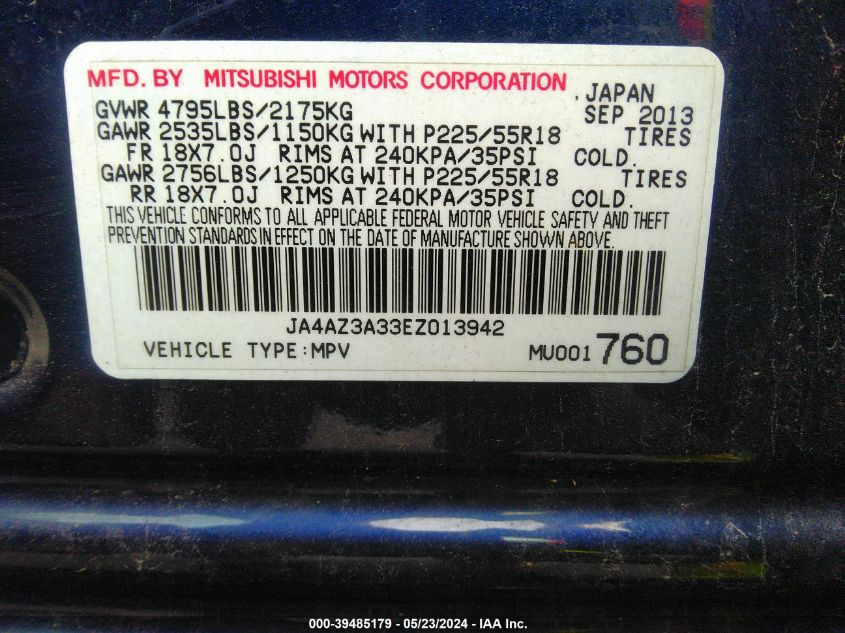 MFD. BY MITSUBISHI MOTORS CORPORATION , JAPAN
GVWR 4795LBS/2175KG SEP 2013
GAWR 2535LBS/1150KG WITH P225/55R18 TIRES
FR 18X7.0J RIMS AT 240KPA/35PSI COLD.
GAWR 2756LBS/1250KG WITH P225/55R18 TIRES
RR 18X7.0J RIMS AT 240KPA/35PSI COLD.
THIS VEHICLE CONFORMS TO ALL APPLICABLE FEDERAL MOTOR VEHICLE SAFETY AND THEFT
PREVENTION STANDARDS IN EFFECT ON THE DATE OF MANUFACTURE SHOWN ABOVE.
JA4AZ3A33EZ013942
VEHICLE TYPE:MPV MU001 760
000-39485179 - 05/23/2024 - IAA Inc.